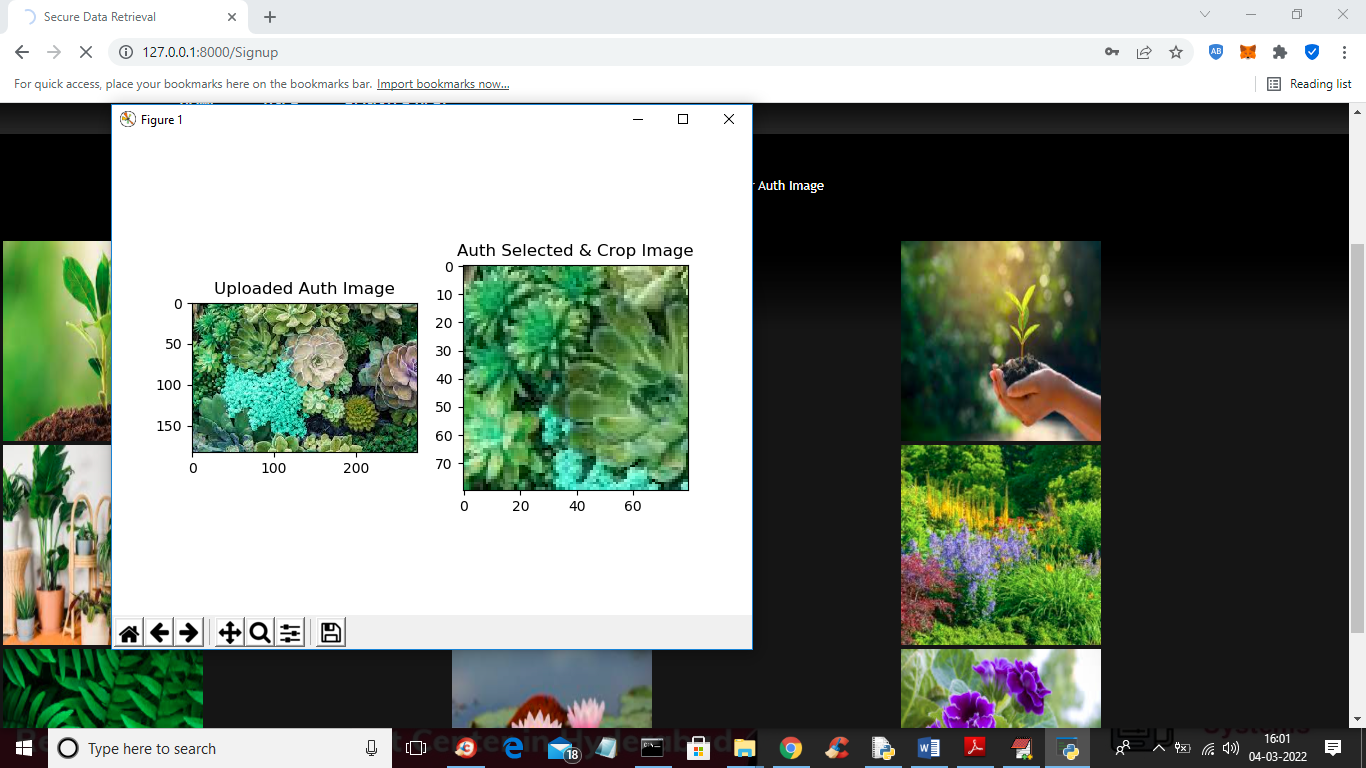 Secure Data Retrieval
127.0.0.1:8000/Signup
For quick access, place your bookmarks here on the bookmarks bar. Import bookmarks now...
Reading list
Figure 1
Auth Image
Auth Selected & Crop Image
Uploaded Auth Image
0
50
100
150
0
100
200
0
10
20
30
40
50
60
70
0
20
40
60
Type here to search
18
16:01
04-03-2022